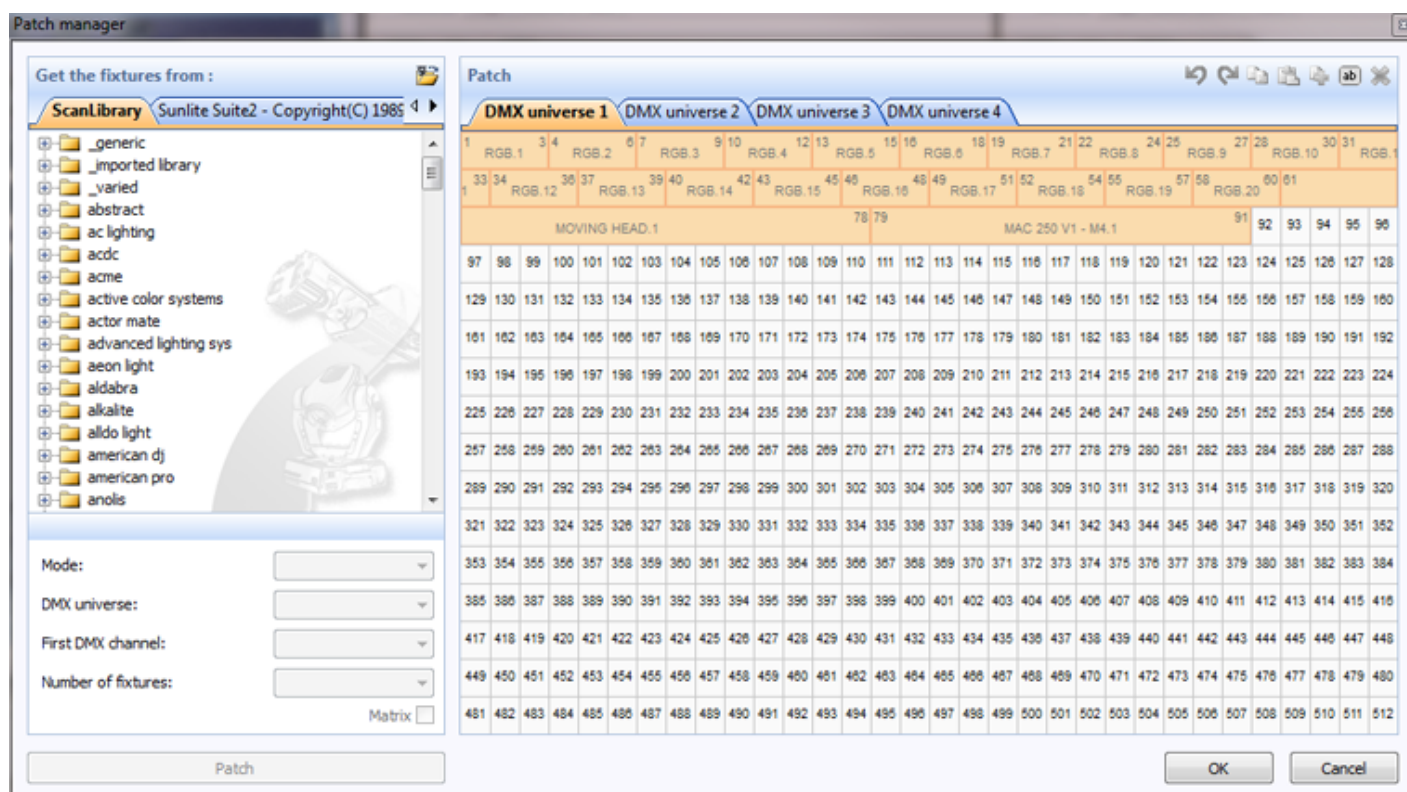 Patch manager
Get the fixtures from :
ScanLibrary Sunlite Suite2 - Copyright(C) 1989
_generic
_imported library
_varied
abstract
ac lighting
acdc
acme
active color systems
actor mate
advanced lighting sys
aeon light
aldabra
alkalite
alldo light
american dj
american pro
anolis
Mode:
DMX universe:
First DMX channel:
Number of fixtures:
Matrix
Patch
Patch
ab
DMX universe 1 DMX universe 2 DMX universe 3 DMX universe 4
1 RGB.1 3 4 RGB.2 6 7 RGB.3 9 10 RGB.4 12 13 RGB.5 15 16 RGB.6 18 19 RGB.7 21 22 RGB.8 24 25 RGB.9 27 28 RGB.10 30 31 RGB.1
1 33 34 RGB.12 36 37 RGB.13 39 40 RGB.14 42 43 RGB.15 45 46 RGB.16 48 49 RGB.17 51 52 RGB.18 54 55 RGB.19 57 58 RGB.20 60 61
MOVING HEAD.1 78 79 MAC 250 V1 - M4.1 91 92 93 94 95 96
97 98 99 100 101 102 103 104 105 106 107 108 109 110 111 112 113 114 115 116 117 118 119 120 121 122 123 124 125 126 127 128
129 130 131 132 133 134 135 136 137 138 139 140 141 142 143 144 145 146 147 148 149 150 151 152 153 154 155 156 157 158 159 160
161 162 163 164 165 166 167 168 169 170 171 172 173 174 175 176 177 178 179 180 181 182 183 184 185 186 187 188 189 190 191 192
193 194 195 196 197 198 199 200 201 202 203 204 205 206 207 208 209 210 211 212 213 214 215 216 217 218 219 220 221 222 223 224
225 226 227 228 229 230 231 232 233 234 235 236 237 238 239 240 241 242 243 244 245 246 247 248 249 250 251 252 253 254 255 256
257 258 259 260 261 262 263 264 265 266 267 268 269 270 271 272 273 274 275 276 277 278 279 280 281 282 283 284 285 286 287 288
289 290 291 292 293 294 295 296 297 298 299 300 301 302 303 304 305 306 307 308 309 310 311 312 313 314 315 316 317 318 319 320
321 322 323 324 325 326 327 328 329 330 331 332 333 334 335 336 337 338 339 340 341 342 343 344 345 346 347 348 349 350 351 352
353 354 355 356 357 358 359 360 361 362 363 364 365 366 367 368 369 370 371 372 373 374 375 376 377 378 379 380 381 382 383 384
385 386 387 388 389 390 391 392 393 394 395 396 397 398 399 400 401 402 403 404 405 406 407 408 409 410 411 412 413 414 415 416
417 418 419 420 421 422 423 424 425 426 427 428 429 430 431 432 433 434 435 436 437 438 439 440 441 442 443 444 445 446 447 448
449 450 451 452 453 454 455 456 457 458 459 460 461 462 463 464 465 466 467 468 469 470 471 472 473 474 475 476 477 478 479 480
481 482 483 484 485 486 487 488 489 490 491 492 493 494 495 496 497 498 499 500 501 502 503 504 505 506 507 508 509 510 511 512
OK Cancel